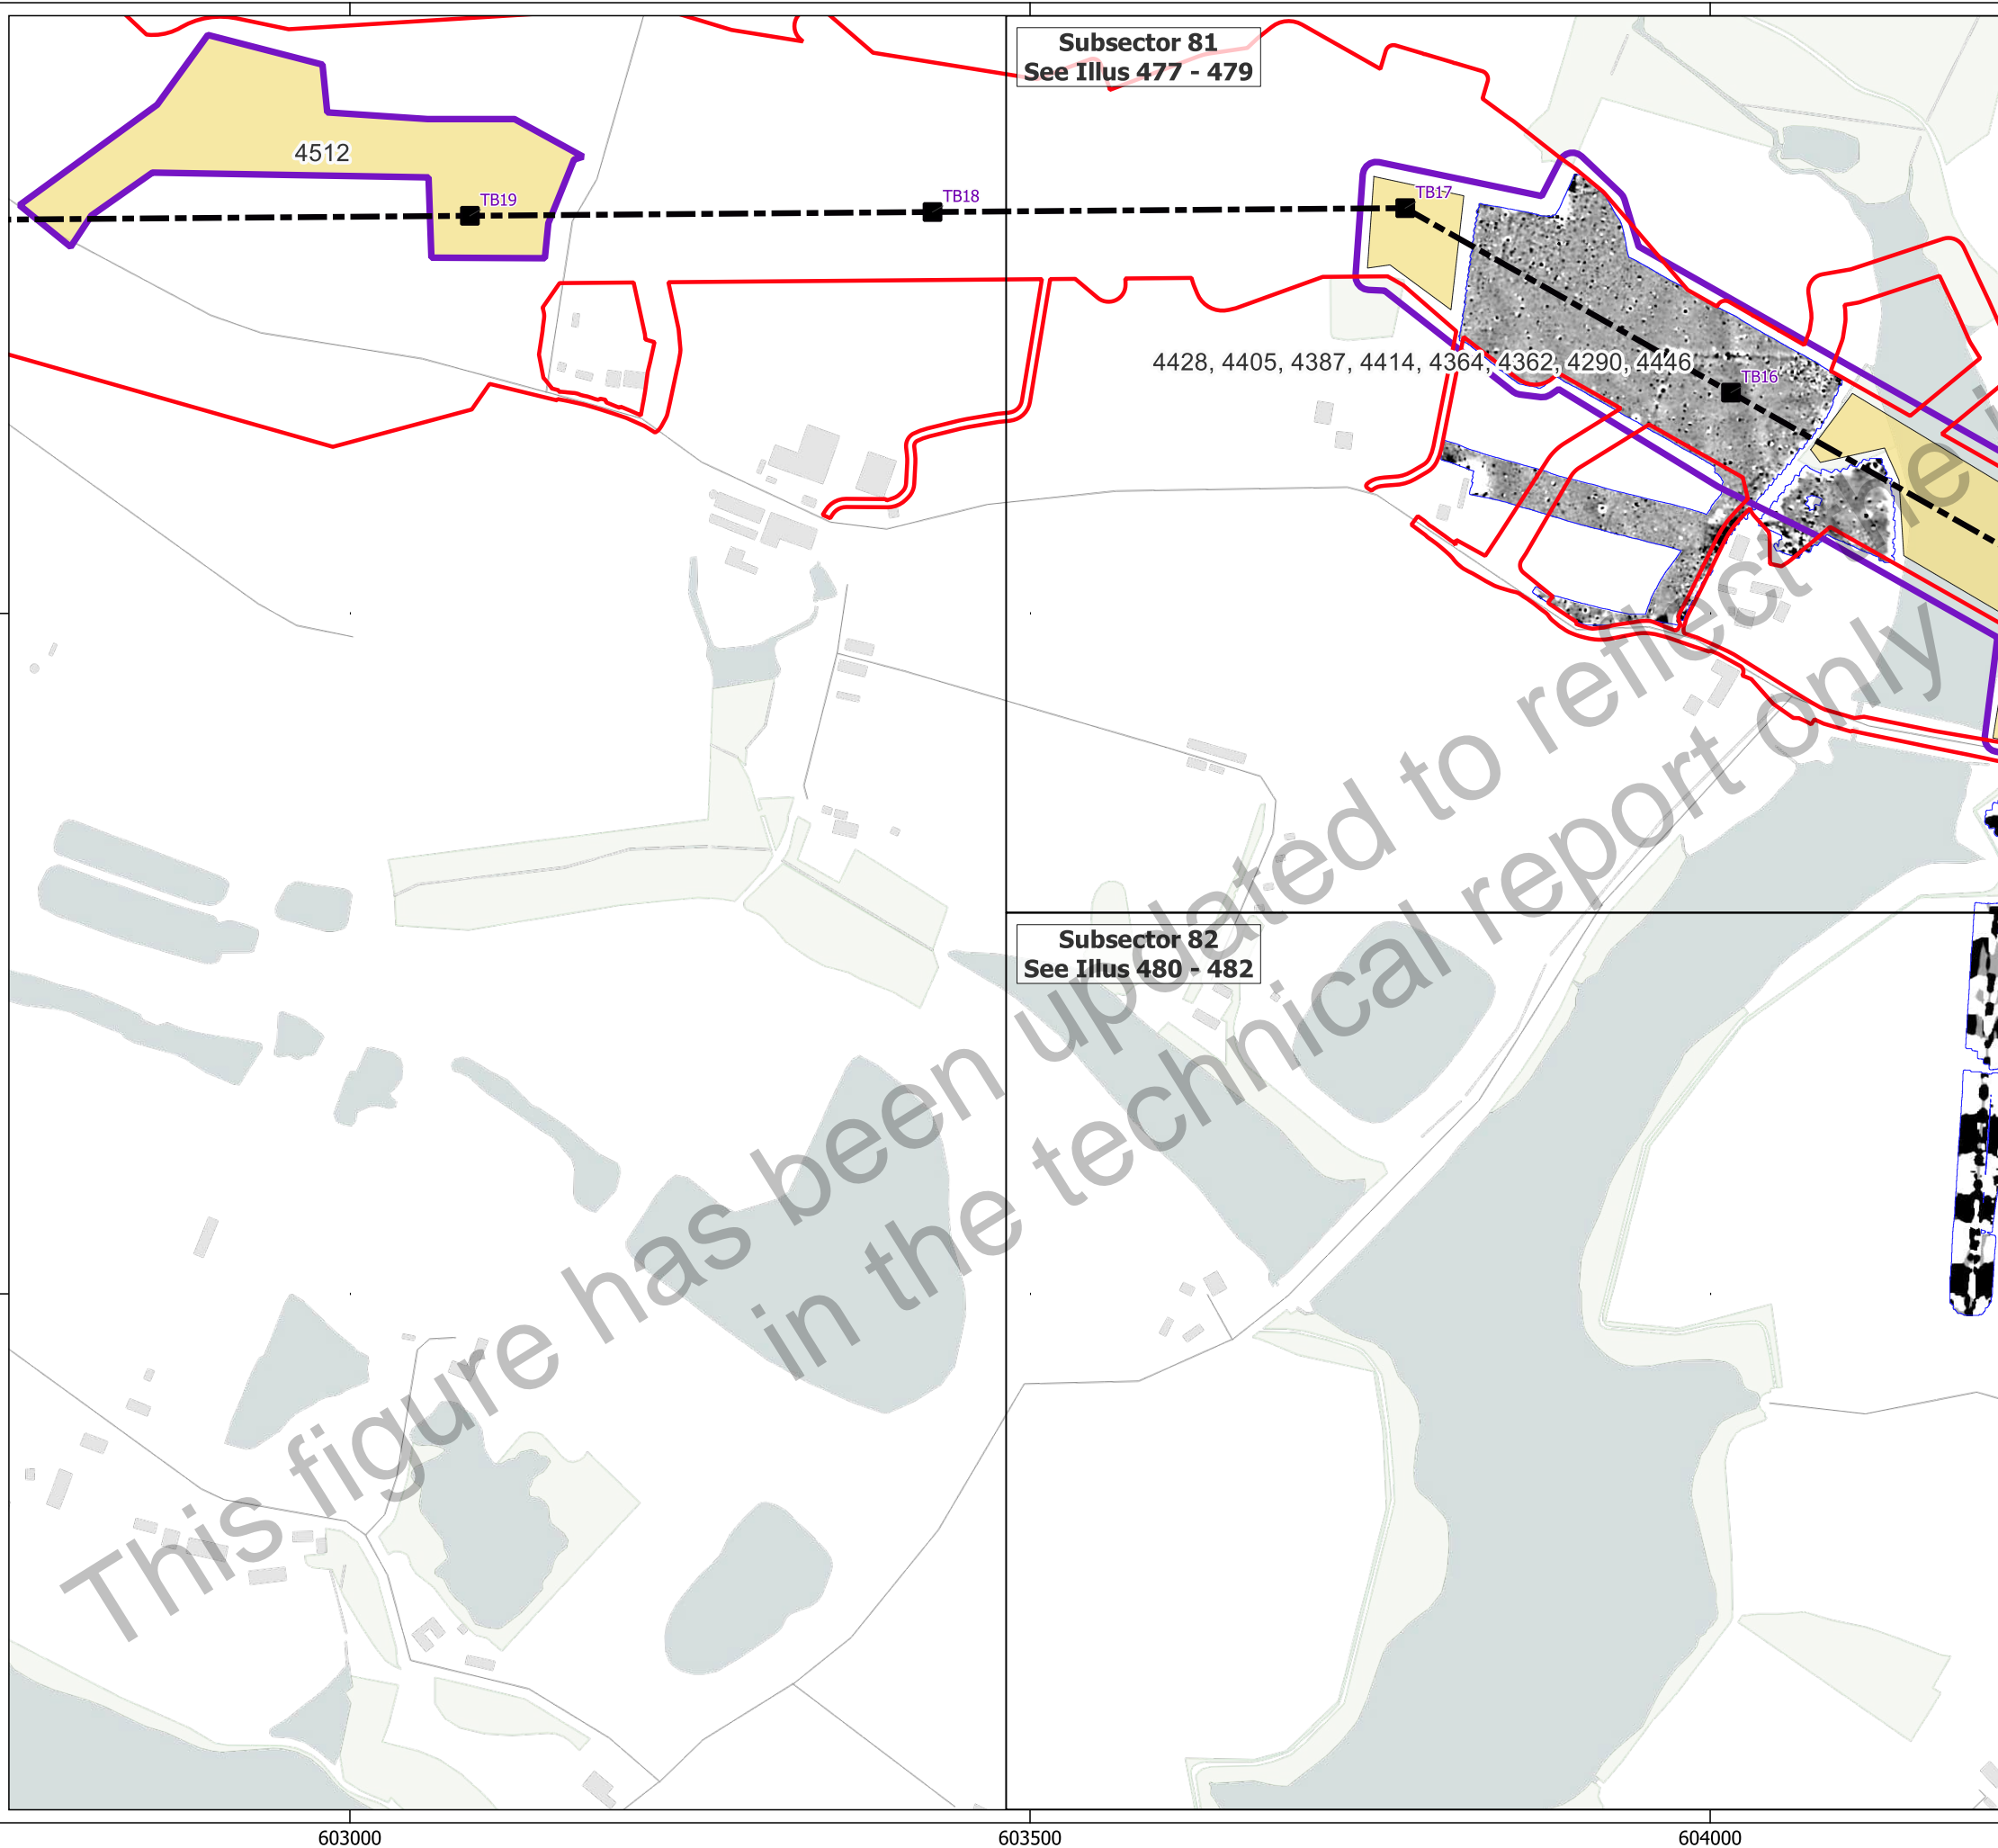 Subsector 81
See Illus 477 - 479
4512
TB19
TB18
TB17
4428, 4405, 4387, 4414, 4364, 4362, 4290, 4446
TB16
Subsector 82
See Illus 480 - 482
This figure has been updated to reflect
in the technical report only
603000
603500
604000